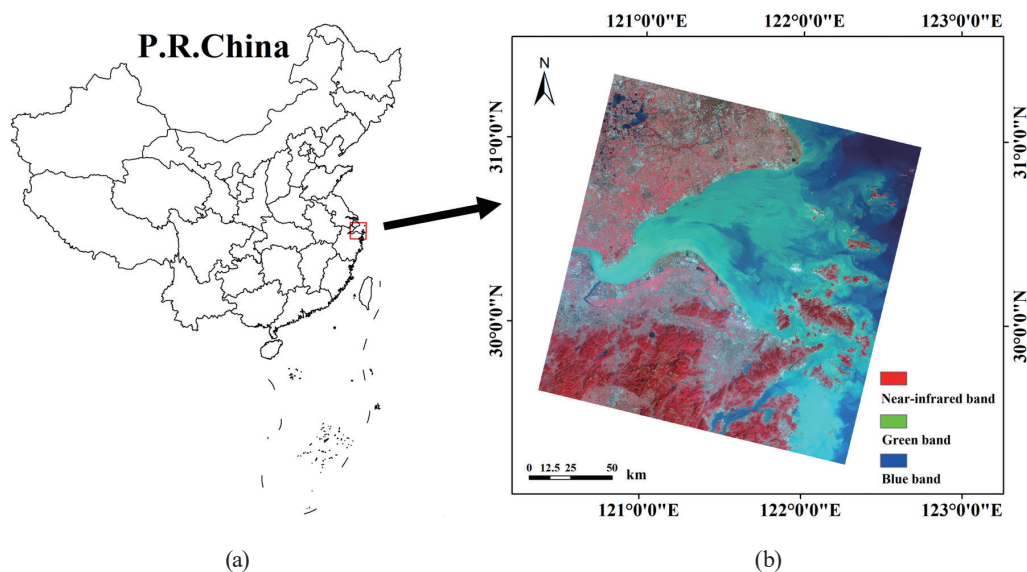 P.R.China
121°0'0"E 122°0'0"E 123°0'0"E
N
31°0'0"N
31°0'0"N
30°0'0"N
30°0'0"N
Near-infrared band
Green band
Blue band
0 12.5 25 50
km
121°0'0"E 122°0'0"E 123°0'0"E
(a)
(b)